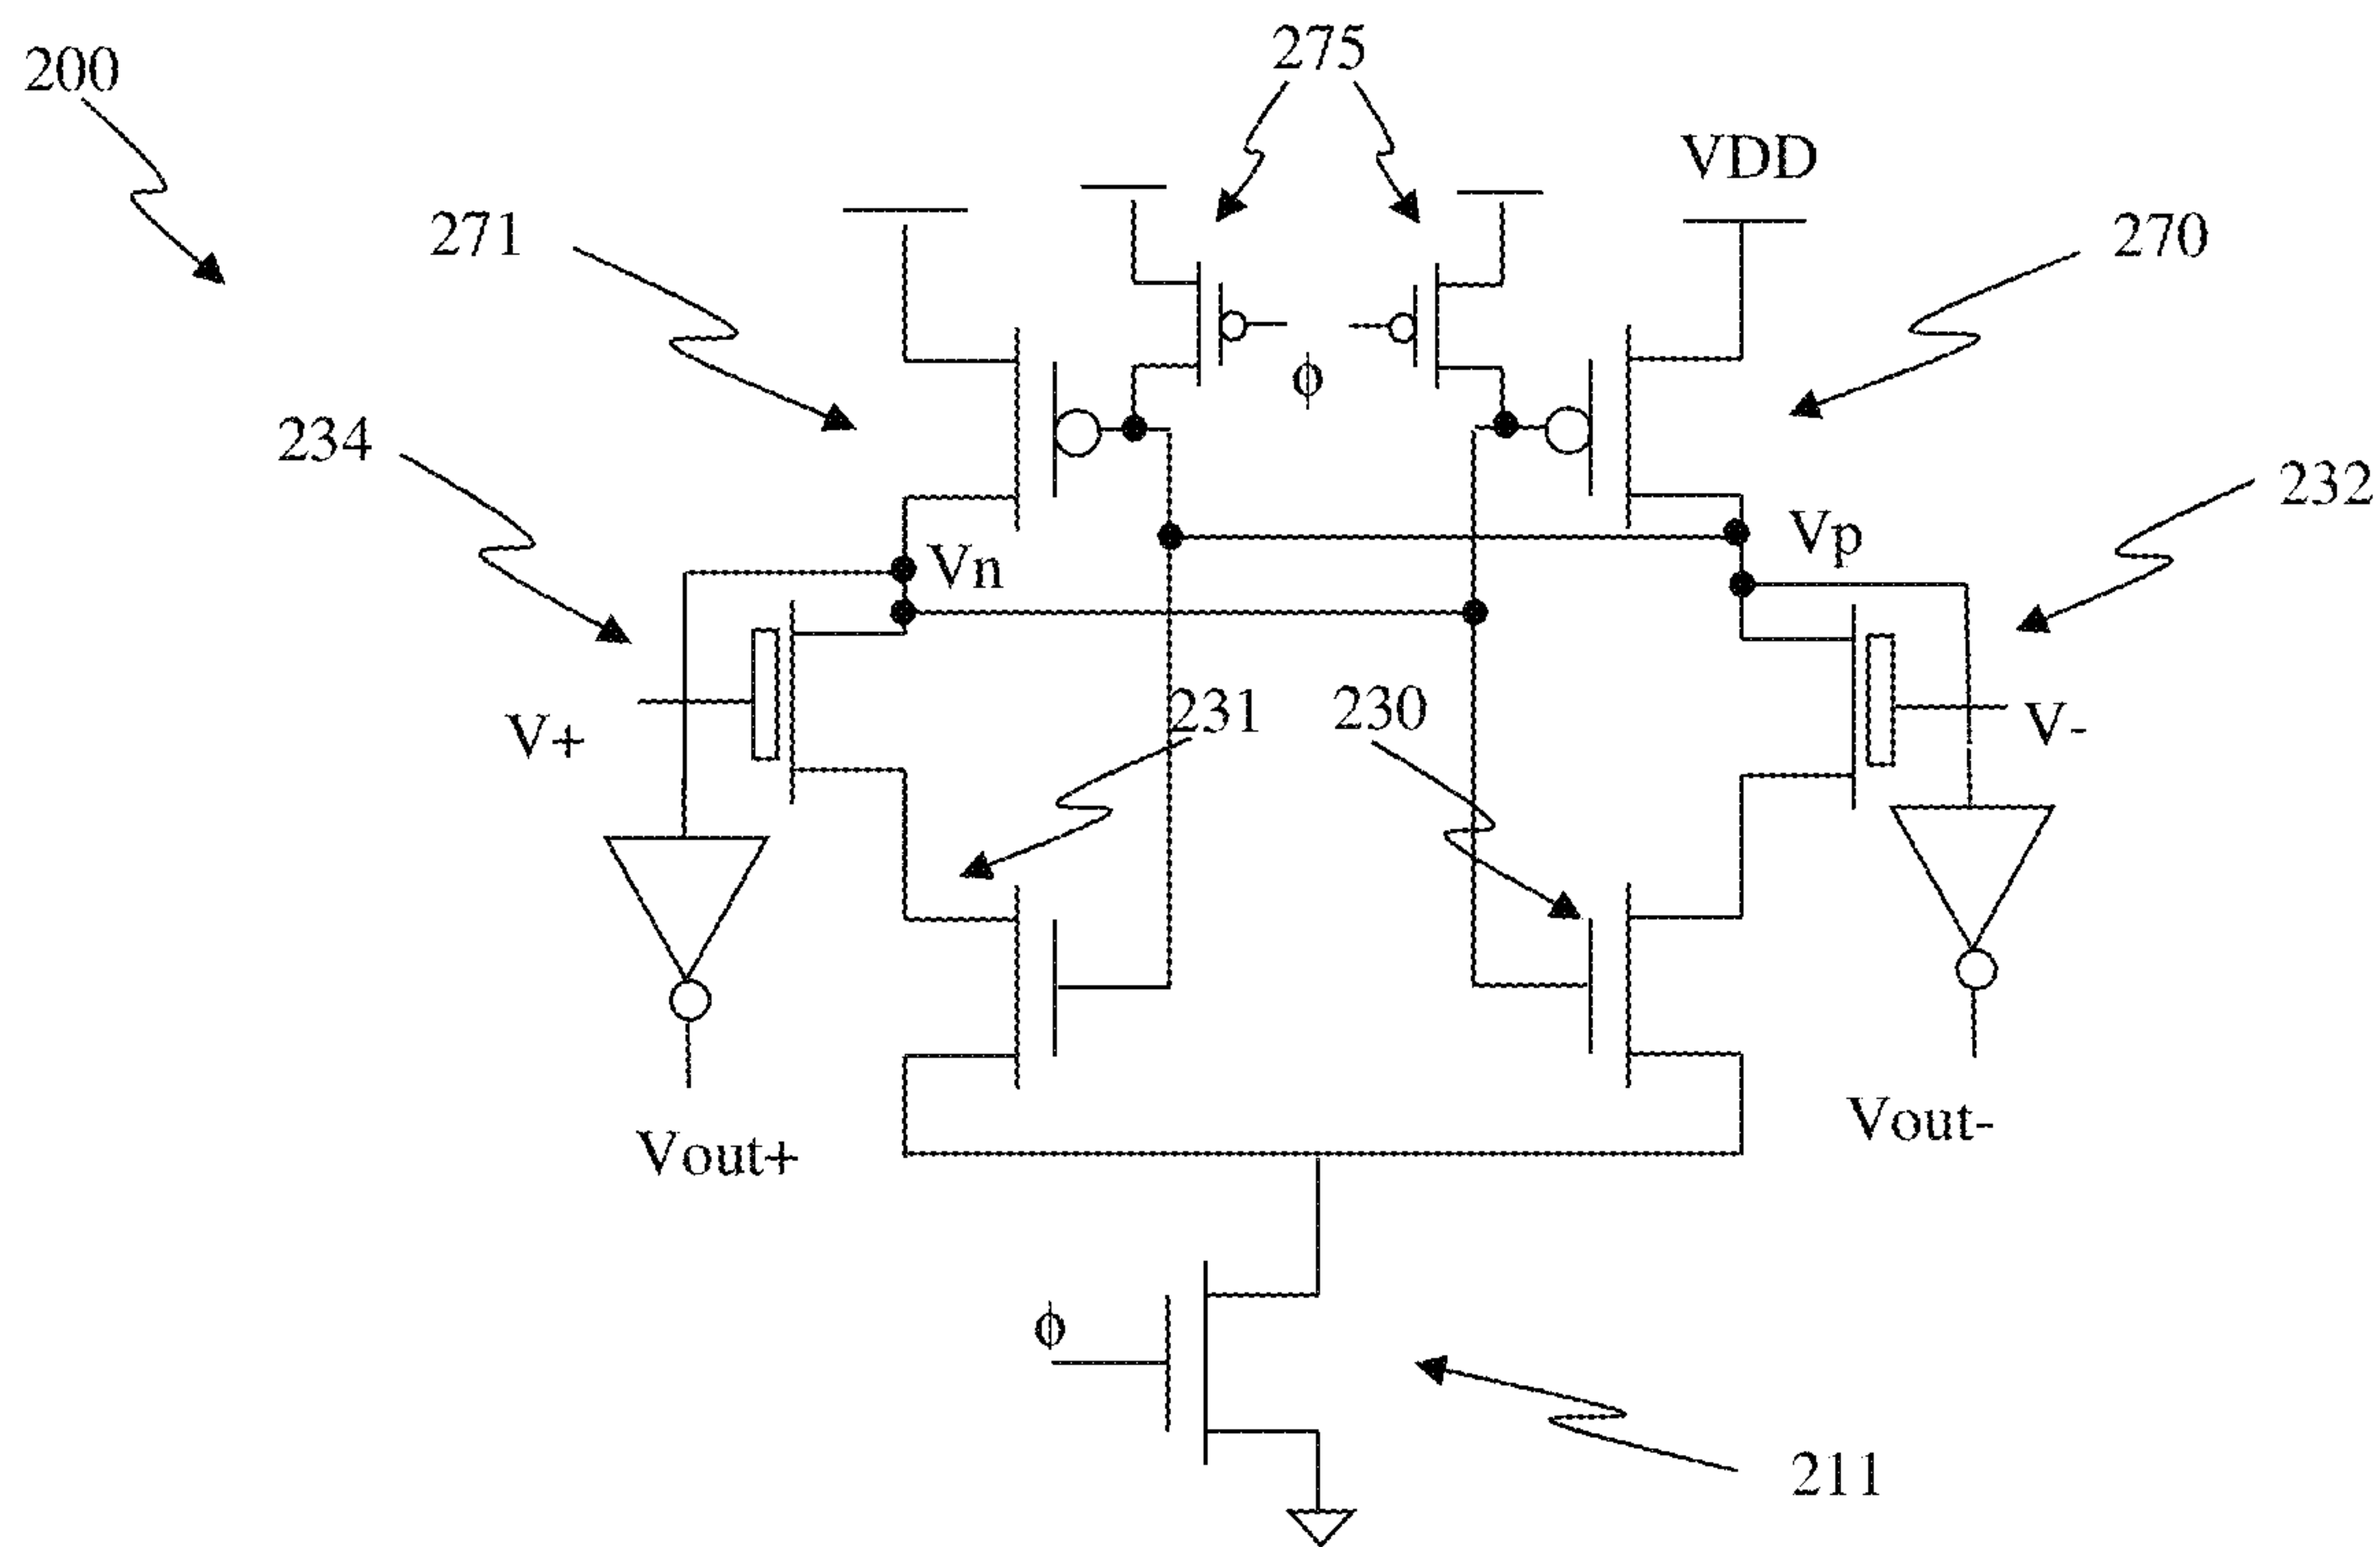 200
275
VDD
271
270
ϕ
234
232
Vp
Vn
231
230
V+
V-
Vout+
Vout-
ϕ
211